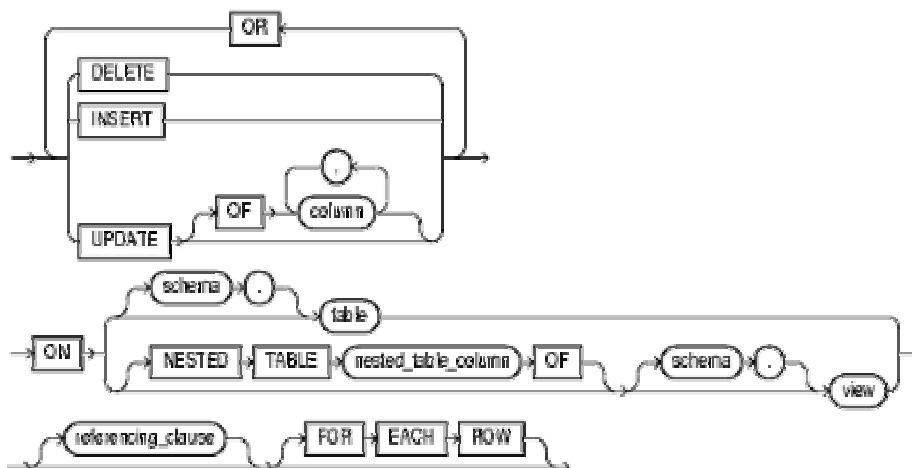 OR
DELETE
INSERT
,
OF column
UPDATE
schema .
table
ON
NESTED TABLE nested_table_column OF schema .
view
referencing_clause FOR EACH ROW